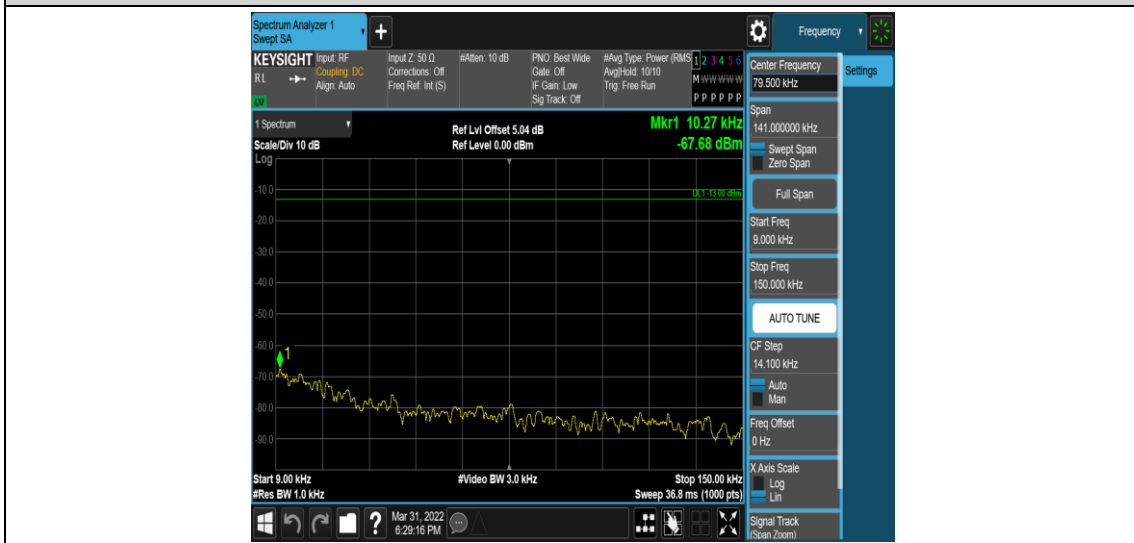 Spectrum Analyzer 1
Swept SA
+
Frequency
KEYSIGHT
RL
LXI
Input: RF
Coupling: DC
Align: Auto
Input Z: 50 Ω
Corrections: Off
Freq Ref: Int (S)
#Atten: 10 dB
PNO: Best Wide
Gate: Off
IF Gain: Low
Sig Track: Off
#Avg Type: Power (RMS
Avg|Hold: 10/10
Trig: Free Run
1 2 3 4 5 6
M W W W W W
P P P P P P
1 Spectrum
Scale/Div 10 dB
Log
Ref Lvl Offset 5.04 dB
Ref Level 0.00 dBm
Mkr1 10.27 kHz
-67.68 dBm
DL1 -13.00 dBm
-10.0
-20.0
-30.0
-40.0
-50.0
-60.0
1
-70.0
-80.0
-90.0
Start 9.00 kHz
#Res BW 1.0 kHz
#Video BW 3.0 kHz
Stop 150.00 kHz
Sweep 36.8 ms (1000 pts)
?
Mar 31, 2022
6:29:16 PM
Center Frequency
79.500 kHz
Settings
Span
141.000000 kHz
Swept Span
Zero Span
Full Span
Start Freq
9.000 kHz
Stop Freq
150.000 kHz
AUTO TUNE
CF Step
14.100 kHz
Auto
Man
Freq Offset
0 Hz
X Axis Scale
Log
Lin
Signal Track
(Span Zoom)